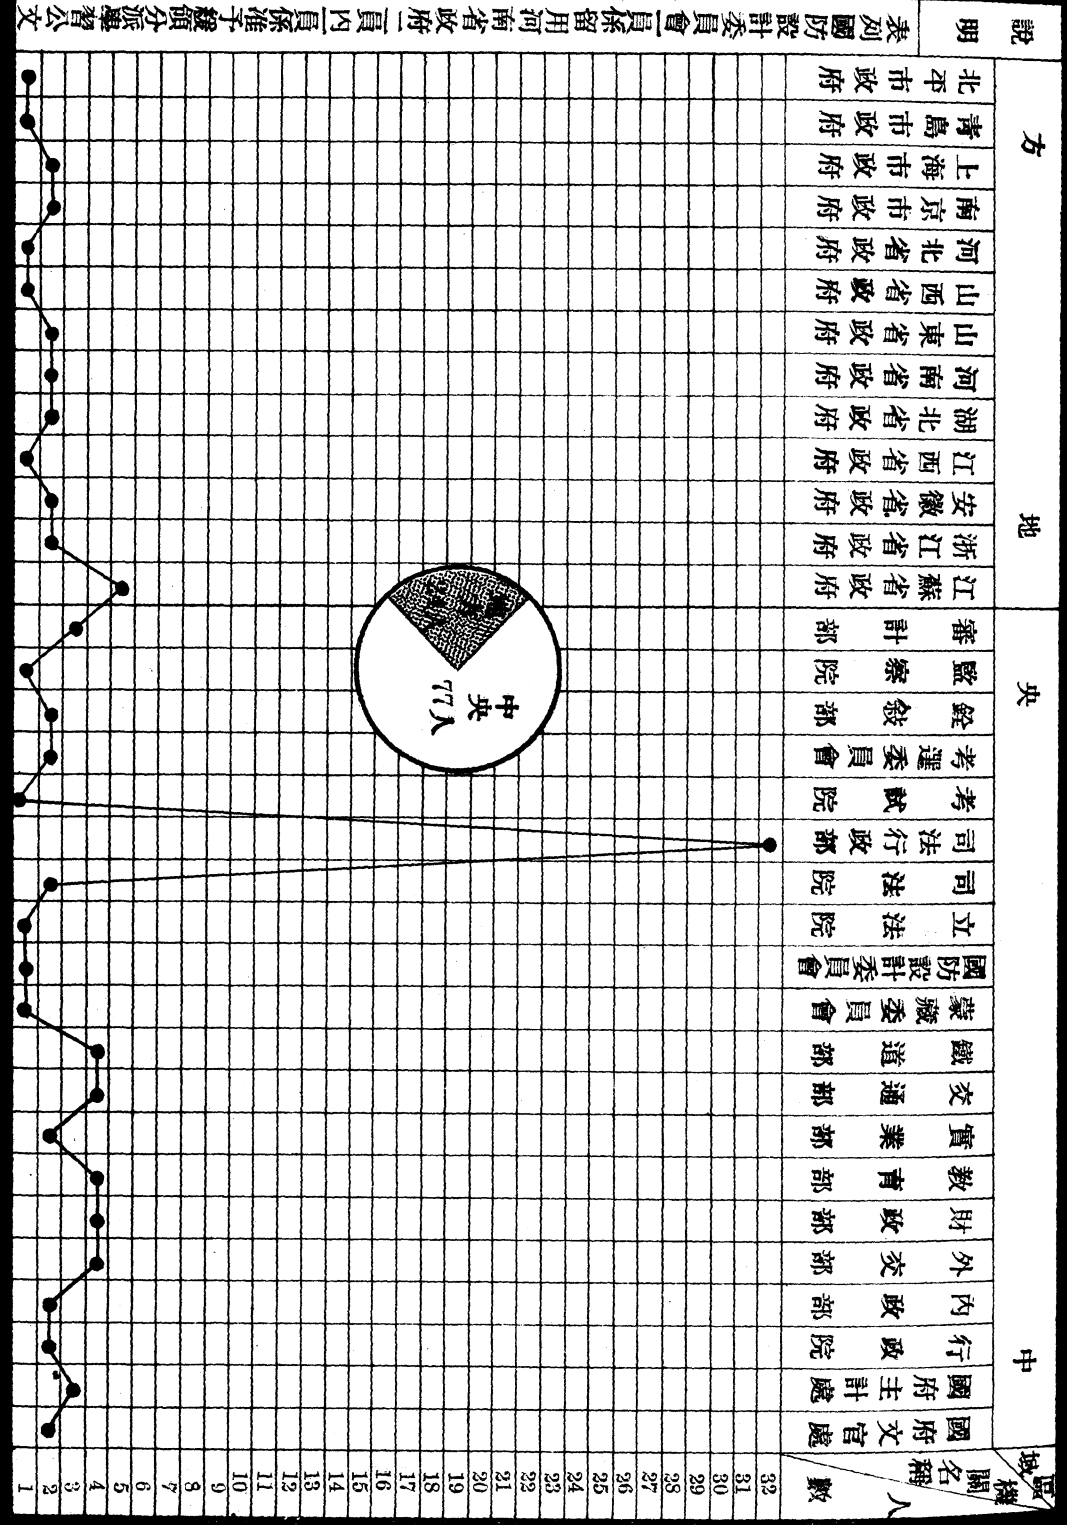 區域
機關名稱
人數
中央
地方
說明
國府文官處
國府主計處
行政院
內政部
外交部
財政部
教育部
實業部
交通部
鐵道部
蒙藏委員會
國防設計委員會
立法院
司法院
司法行政部
考試院
考選委員會
銓敍部
監察院
審計部
江蘇省政府
浙江省政府
安徽省政府
江西省政府
湖北省政府
河南省政府
山東省政府
山西省政府
河北省政府
南京市政府
上海市政府
青島市政府
北平市政府
32
31
30
29
28
27
26
25
24
23
22
21
20
19
18
17
16
15
14
13
12
11
10
9
8
7
6
5
4
3
2
1
中央
77人
地方
24人
表列國防設計委員會一員係留用河南省政府二員內一員係准予繼領分派學習公文